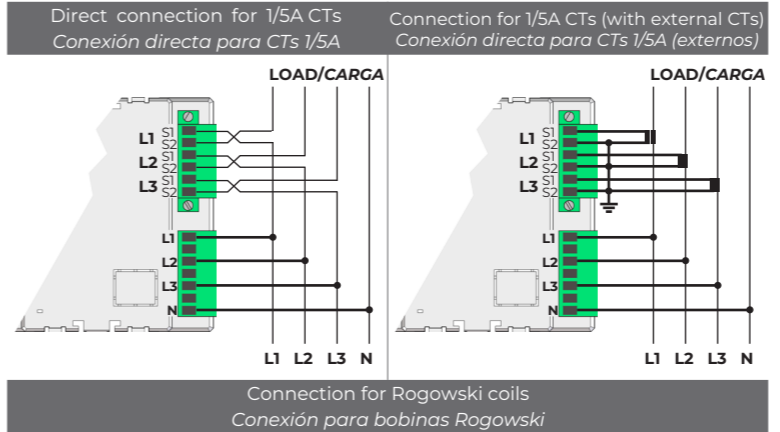 Direct connection for 1/5A CTs
Conexión directa para CTs 1/5A
Connection for 1/5A CTs (with external CTs)
Conexión directa para CTs 1/5A (externos)
LOAD/CARGA
L1 S1
S2
L2 S1
S2
L3 S1
S2
L1
L2
L3
N
L1 L2 L3 N
LOAD/CARGA
L1 S1
S2
L2 S1
S2
L3 S1
S2
L1
L2
L3
N
L1 L2 L3 N
Connection for Rogowski coils
Conexión para bobinas Rogowski